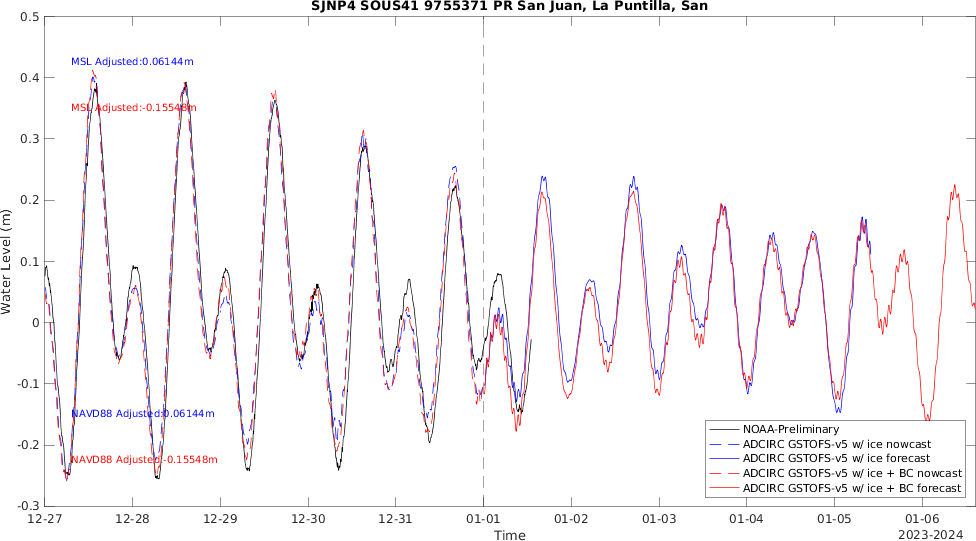 SJNP4 SOUS41 9755371 PR San Juan, La Puntilla, San
0.5
0.4
0.3
0.2
0.1
0
-0.1
-0.2
-0.3
Water Level (m)
MSL Adjusted:0.06144m
MSL Adjusted:-0.15548m
NAVD88 Adjusted:0.06144m
NAVD88 Adjusted:-0.15548m
NOAA-Preliminary
ADCIRC GSTOFS-v5 w/ ice nowcast
ADCIRC GSTOFS-v5 w/ ice forecast
ADCIRC GSTOFS-v5 w/ ice + BC nowcast
ADCIRC GSTOFS-v5 w/ ice + BC forecast
12-27 12-28 12-29 12-30 12-31 01-01 01-02 01-03 01-04 01-05 01-06
Time
2023-2024